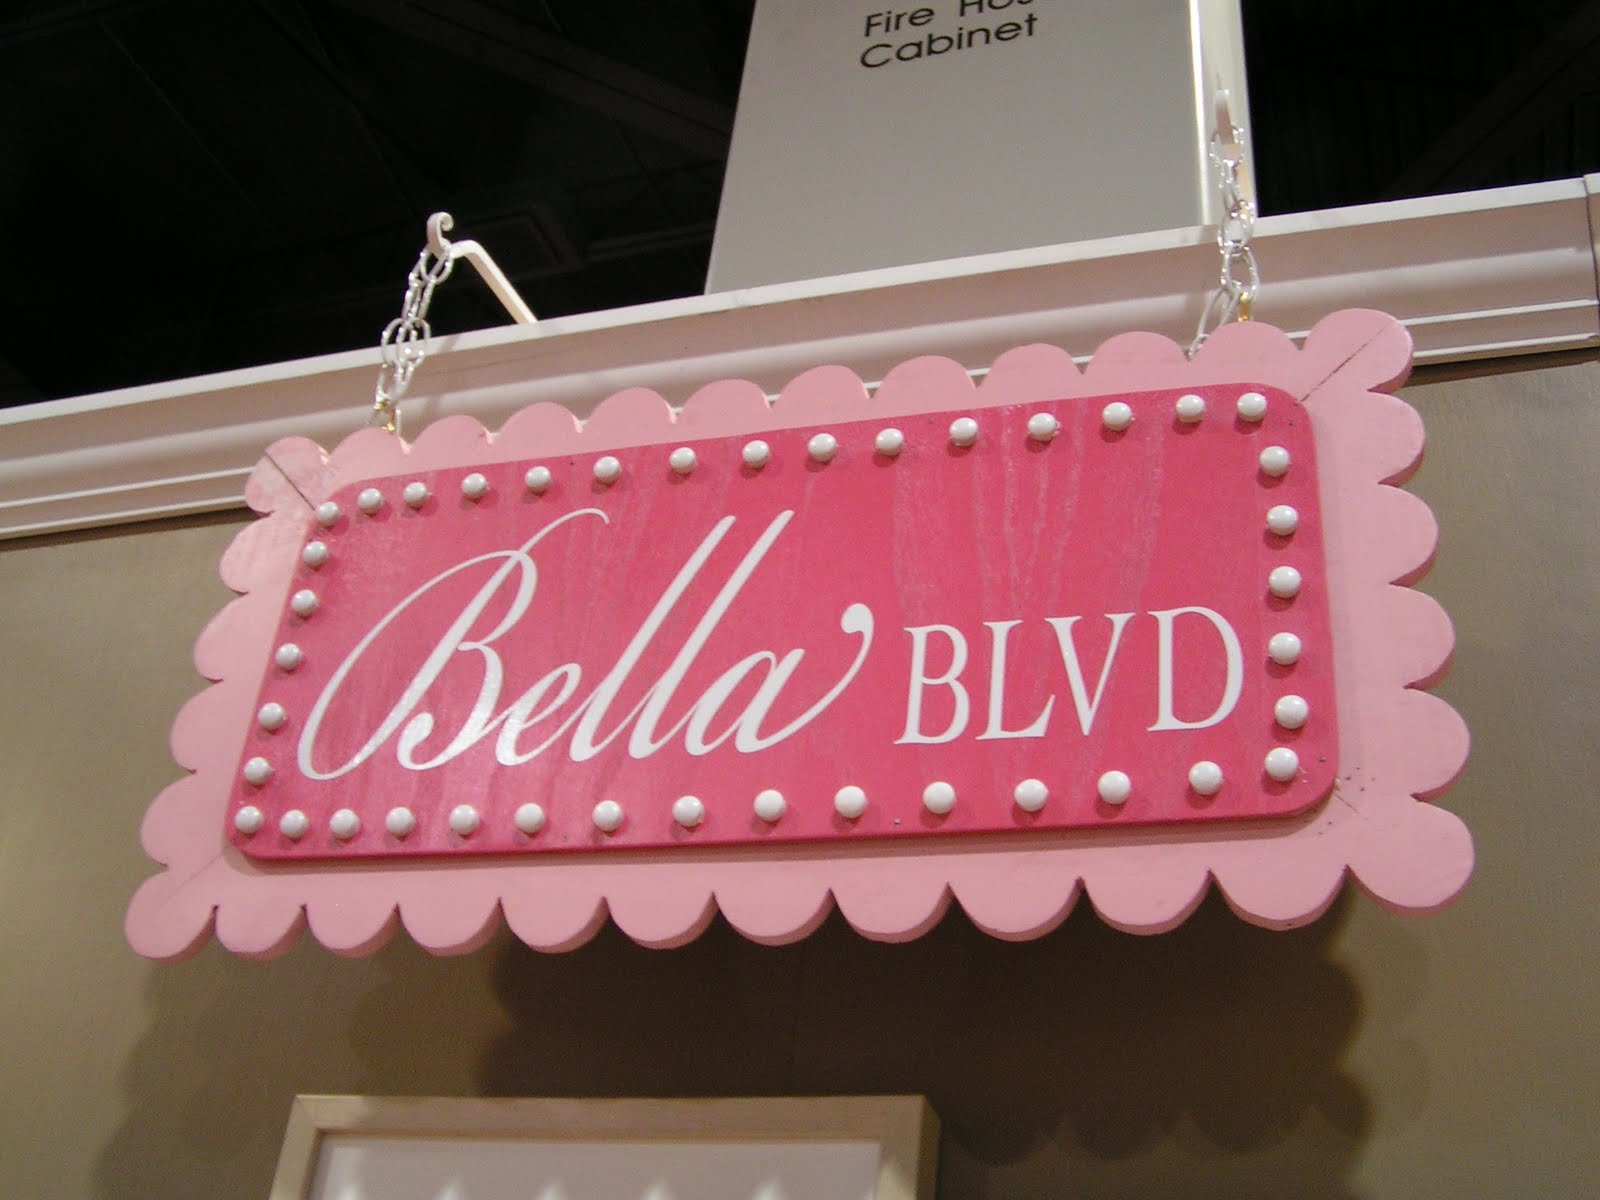 Fire
Cabinet
Bella BLVD